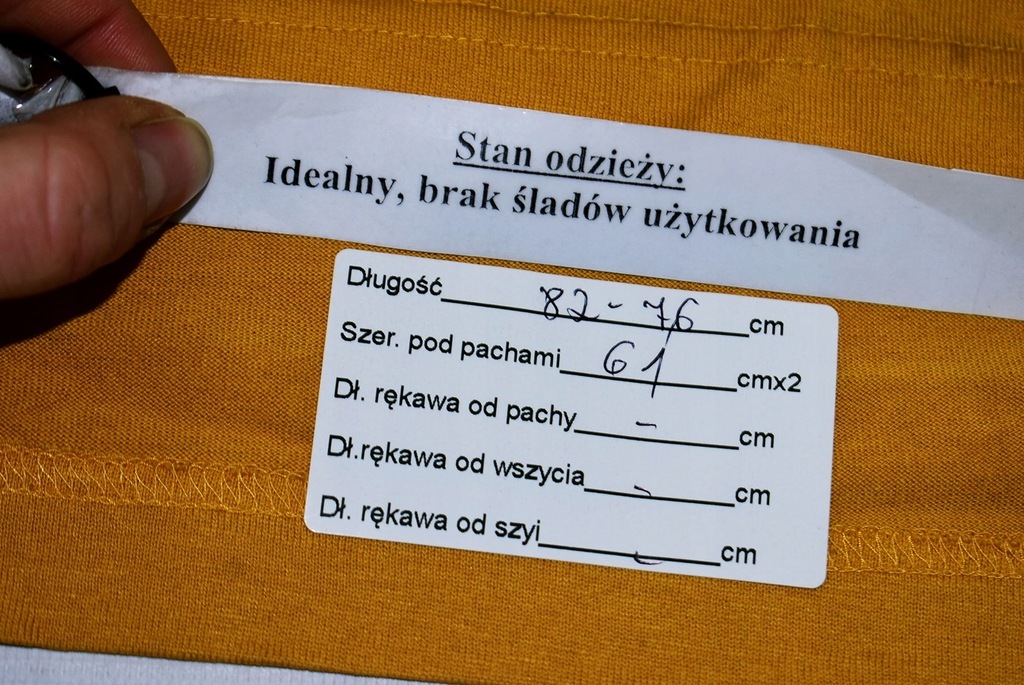 Stan odzieży:
Idealny, brak śladów użytkowania
Długość 82-76 cm
Szer. pod pachami 61 cmx2
Dł. rękawa od pachy - cm
Dł.rękawa od wszycia - cm
Dł. rękawa od szyi - cm